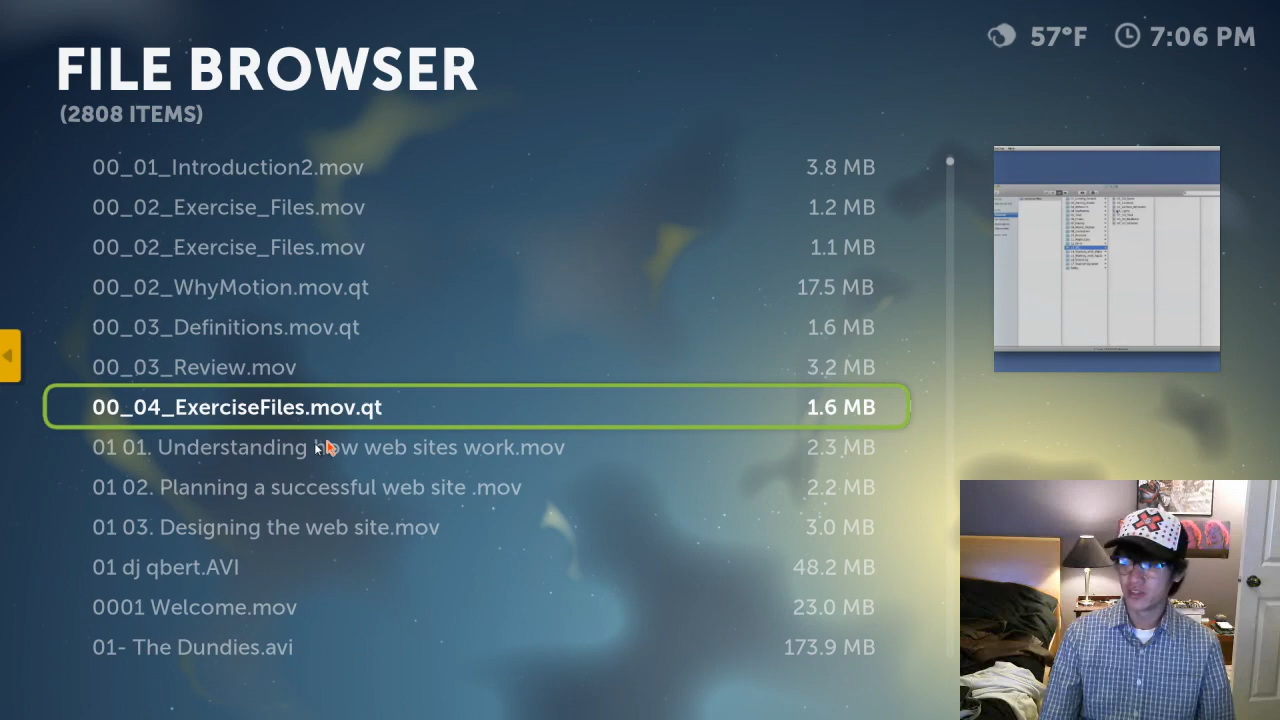 57°F 7:06 PM
FILE BROWSER
(2808 ITEMS)
00_01_Introduction2.mov 3.8 MB
00_02_Exercise_Files.mov 1.2 MB
00_02_Exercise_Files.mov 1.1 MB
00_02_WhyMotion.mov.qt 17.5 MB
00_03_Definitions.mov.qt 1.6 MB
00_03_Review.mov 3.2 MB
00_04_ExerciseFiles.mov.qt 1.6 MB
01 01. Understanding how web sites work.mov 2.3 MB
01 02. Planning a successful web site .mov 2.2 MB
01 03. Designing the web site.mov 3.0 MB
01 dj qbert.AVI 48.2 MB
0001 Welcome.mov 23.0 MB
01- The Dundies.avi 173.9 MB